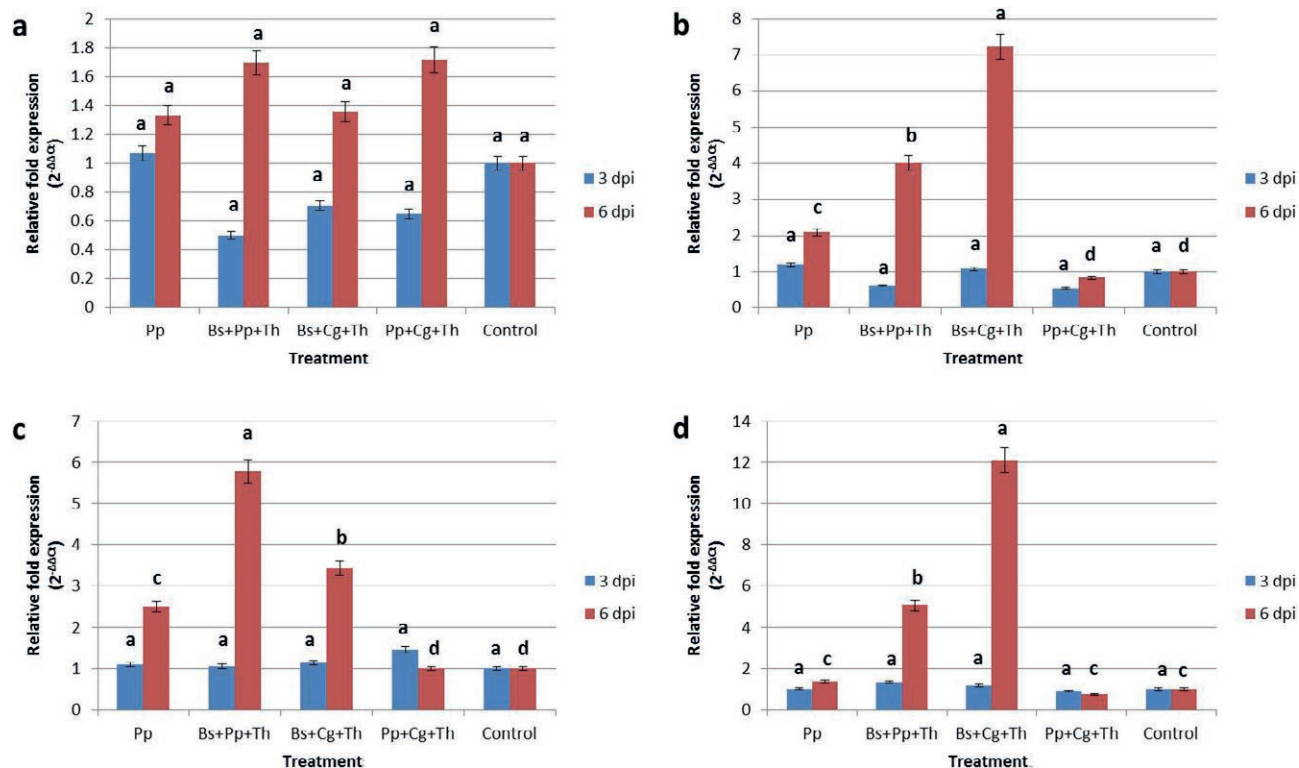 a
2
1.8
1.6
1.4
1.2
1
0.8
0.6
0.4
0.2
0
Relative fold expression
(2^-ΔΔCt)
a a
a a
a a
a a
a a
Pp Bs+Pp+Th Bs+Cg+Th Pp+Cg+Th Control
Treatment
3 dpi
6 dpi
b
8
7
6
5
4
3
2
1
0
Relative fold expression
(2^-ΔΔCt)
a c
a b
a a
a d
a d
Pp Bs+Pp+Th Bs+Cg+Th Pp+Cg+Th Control
Treatment
3 dpi
6 dpi
c
7
6
5
4
3
2
1
0
Relative fold expression
(2^-ΔΔCt)
a c
a a
a b
a d
a d
Pp Bs+Pp+Th Bs+Cg+Th Pp+Cg+Th Control
Treatment
3 dpi
6 dpi
d
14
12
10
8
6
4
2
0
Relative fold expression
(2^-ΔΔCt)
a c
a b
a a
a c
a c
Pp Bs+Pp+Th Bs+Cg+Th Pp+Cg+Th Control
Treatment
3 dpi
6 dpi